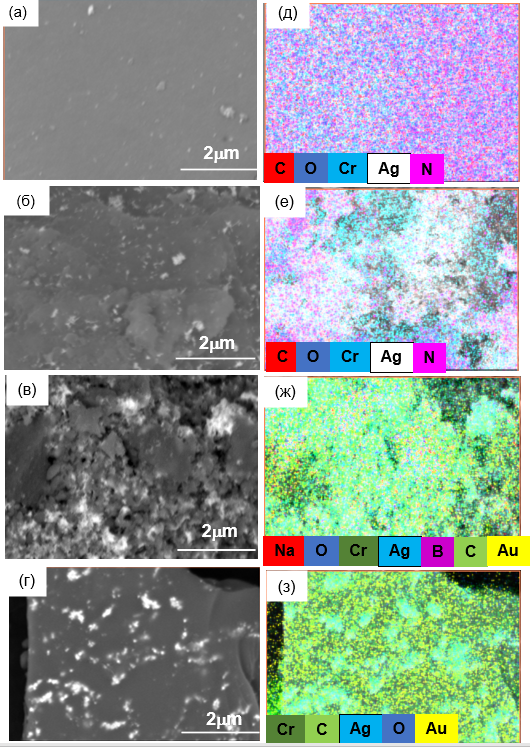 (а)
2μm
(д)
C O Cr Ag N
(б)
2μm
(е)
C O Cr Ag N
(в)
2μm
(ж)
Na O Cr Ag B C Au
(г)
2μm
(з)
Cr C Ag O Au